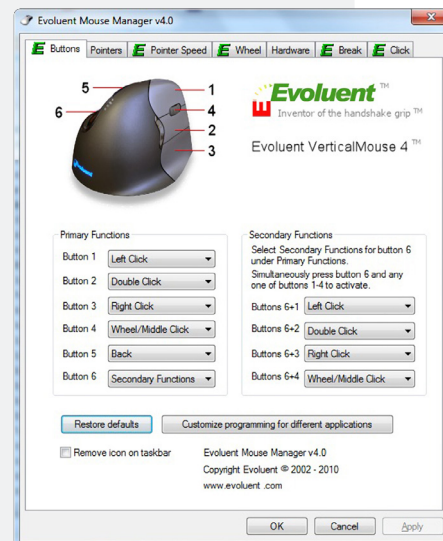 Evoluent Mouse Manager v4.0
Buttons Pointers Pointer Speed Wheel Hardware Break Click
5
6
1
4
2
3
Evoluent TM
Inventor of the handshake grip TM
Evoluent VerticalMouse 4 TM
Primary Functions
Button 1 Left Click
Button 2 Double Click
Button 3 Right Click
Button 4 Wheel/Middle Click
Button 5 Back
Button 6 Secondary Functions
Secondary Functions
Select Secondary Functions for button 6
under Primary Functions.
Simultaneously press button 6 and any
one of buttons 1-4 to activate.
Buttons 6+1 Left Click
Buttons 6+2 Double Click
Buttons 6+3 Right Click
Buttons 6+4 Wheel/Middle Click
Restore defaults Customize programming for different applications
Remove icon on taskbar
Evoluent Mouse Manager v4.0
Copyright Evoluent © 2002 - 2010
www.evoluent .com
OK Cancel Apply